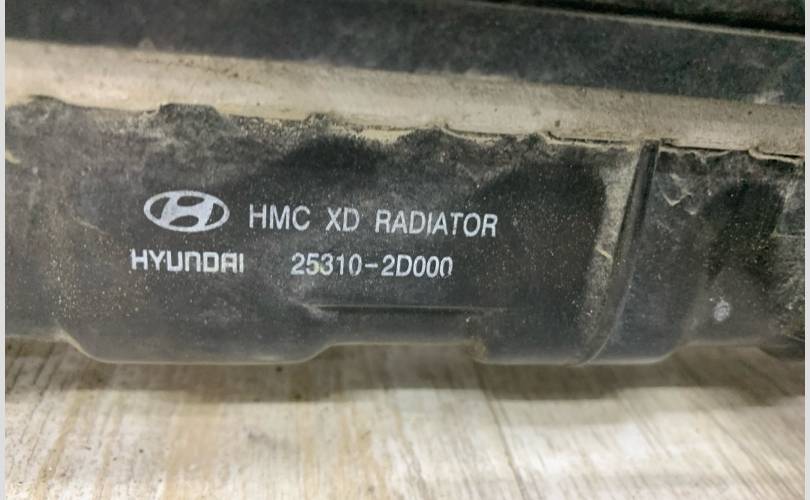 HMC XD RADIATOR
HYUNDAI 25310-2D000